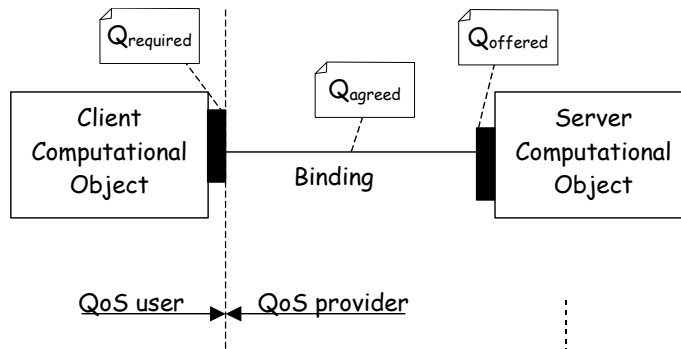 Qrequired
Qoffered
Qagreed
Client
Computational
Object
Binding
Server
Computational
Object
QoS user
QoS provider